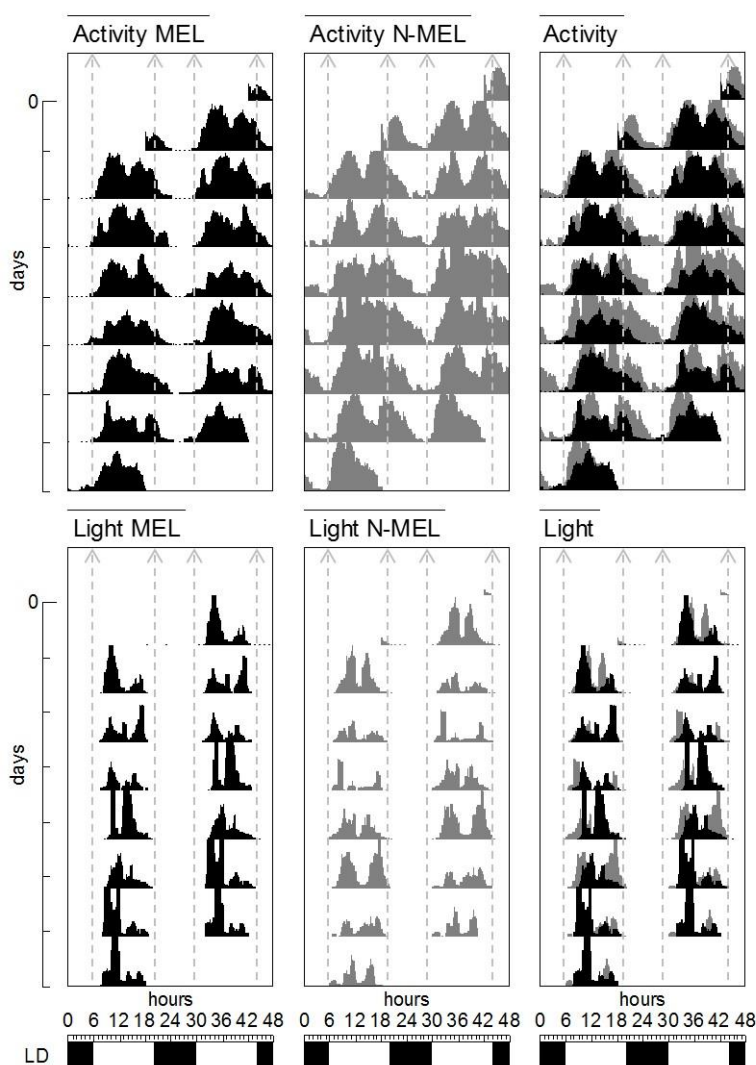 Activity MEL Activity N-MEL Activity
0
days
Light MEL Light N-MEL Light
0
days
hours hours hours
0 6 12 18 24 30 36 42 48 0 6 12 18 24 30 36 42 48 0 6 12 18 24 30 36 42 48
LD